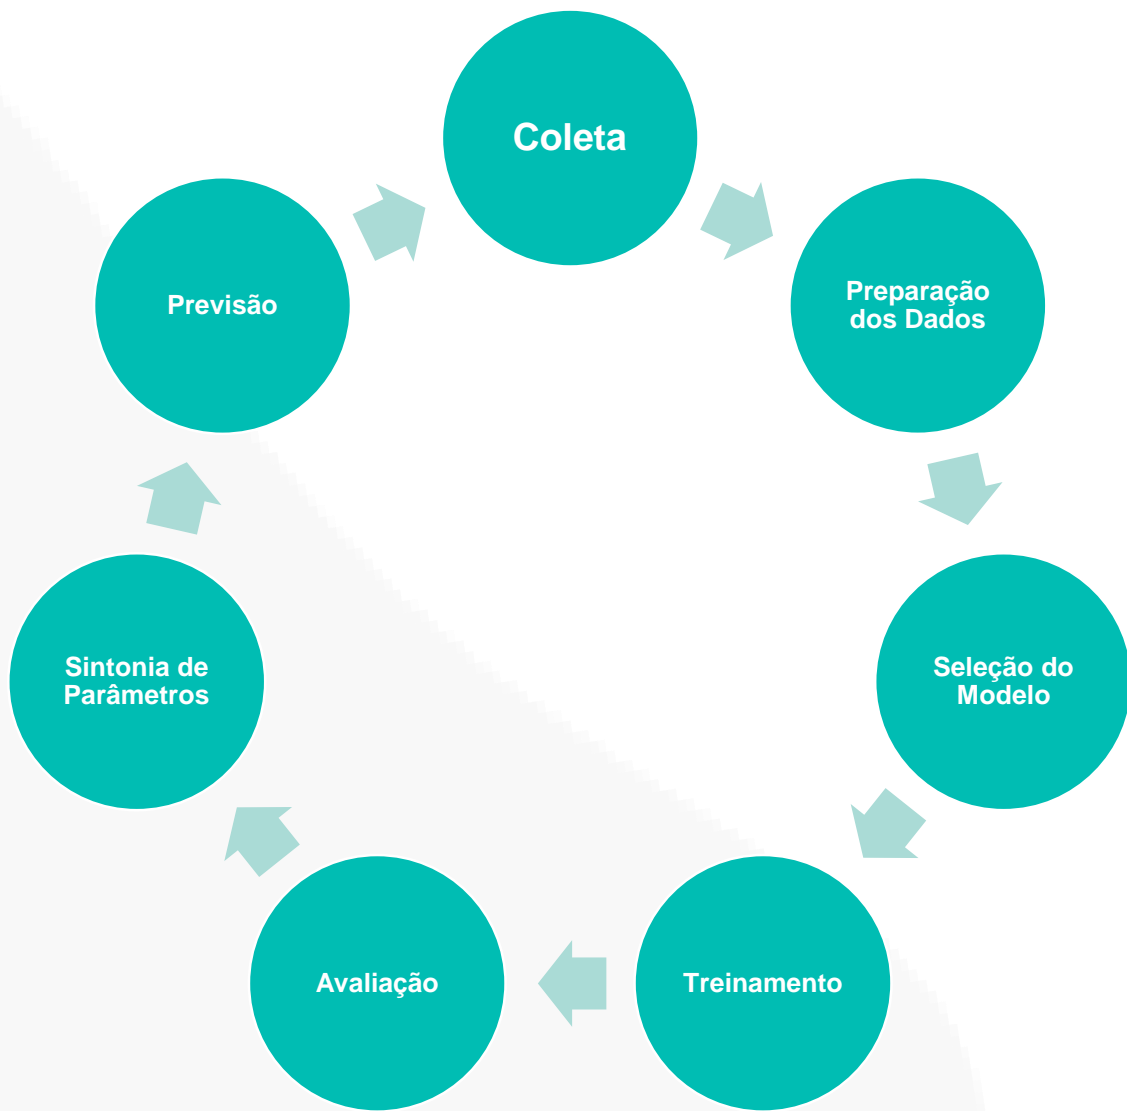 Coleta
Preparação
dos Dados
Seleção do
Modelo
Treinamento
Avaliação
Sintonia de
Parâmetros
Previsão